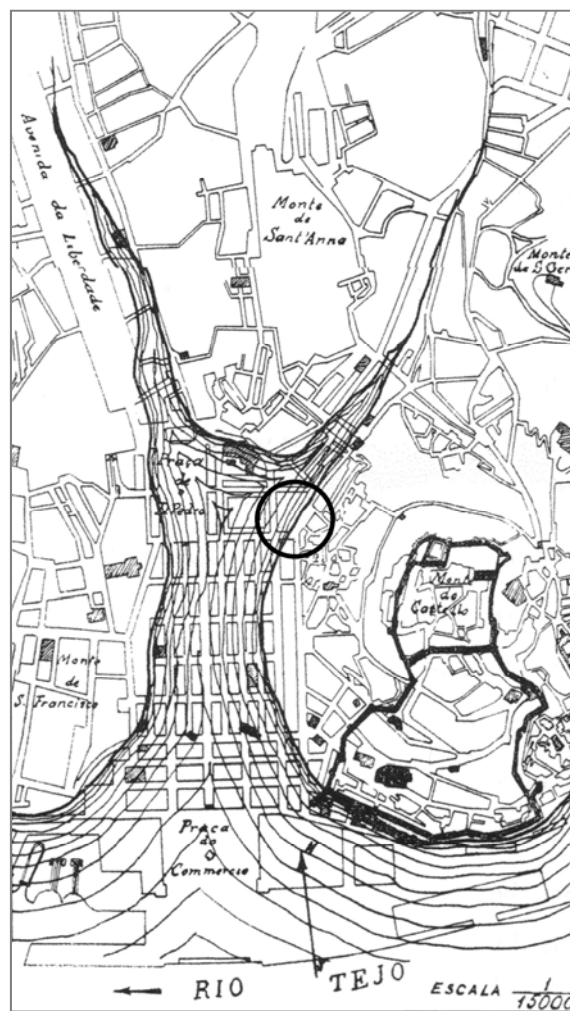 Avenida da Liberdade
Monte
de
Sant'Anna
Monte
de S. Ger
Praça
de
D. Pedro
Monte
do
Castello
Monte
de
S. Francisco
Praça
do
Commercio
N
RIO TEJO
ESCALA 1/15000